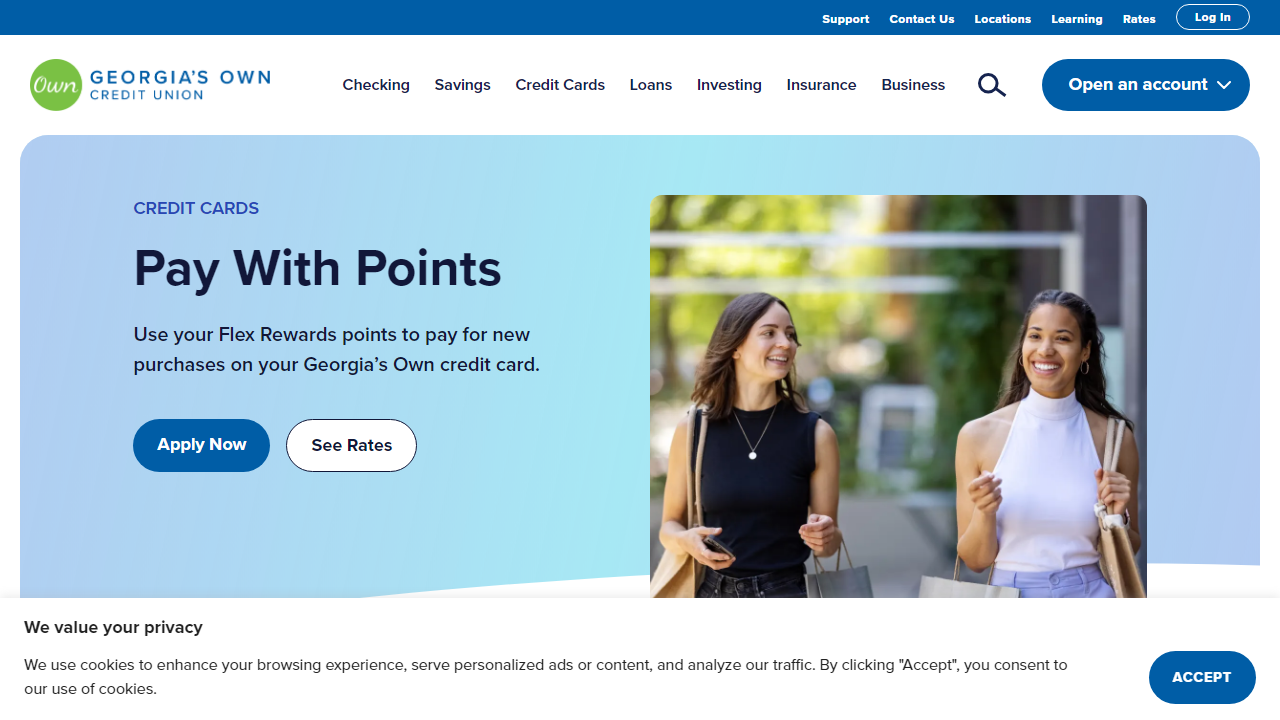 Support Contact Us Locations Learning Rates Log In
Own GEORGIA'S OWN
CREDIT UNION
Checking Savings Credit Cards Loans Investing Insurance Business Open an account
CREDIT CARDS
Pay With Points
Use your Flex Rewards points to pay for new
purchases on your Georgia’s Own credit card.
Apply Now See Rates
We value your privacy
We use cookies to enhance your browsing experience, serve personalized ads or content, and analyze our traffic. By clicking "Accept", you consent to
our use of cookies.
ACCEPT